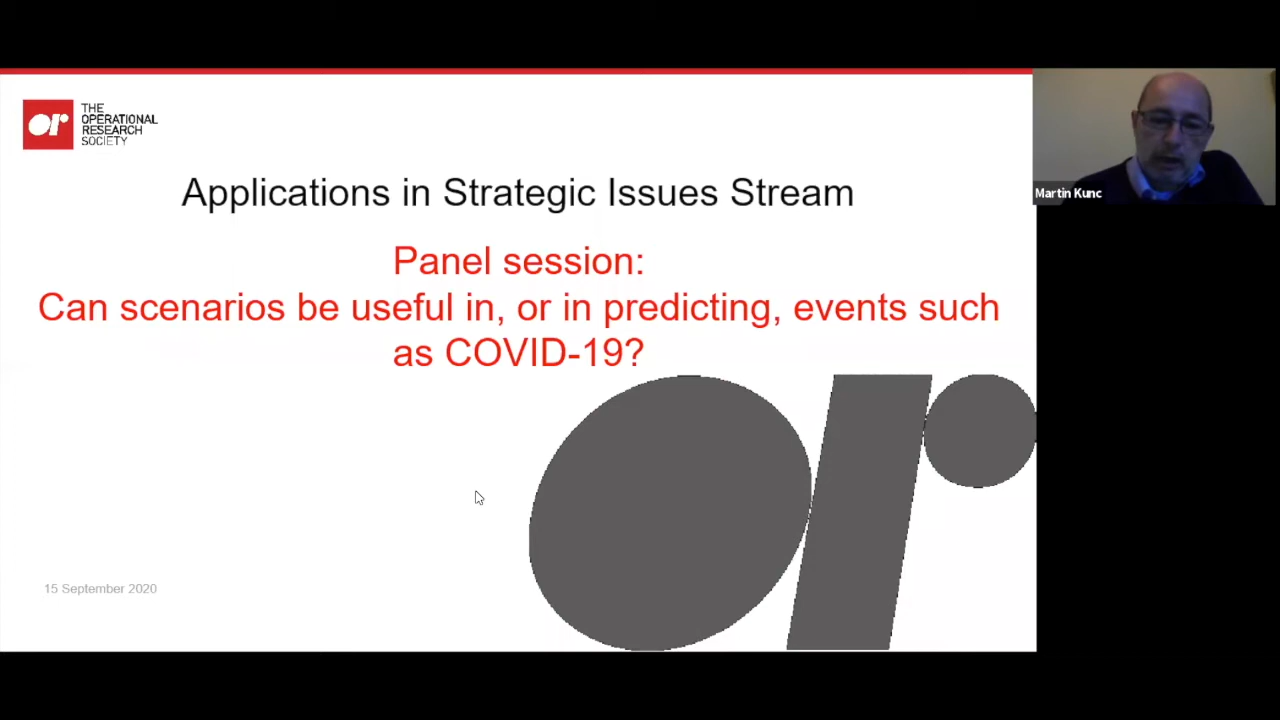 THE
OPERATIONAL
RESEARCH
SOCIETY
Applications in Strategic Issues Stream
Panel session:
Can scenarios be useful in, or in predicting, events such
as COVID-19?
15 September 2020
Martin Kunc
or